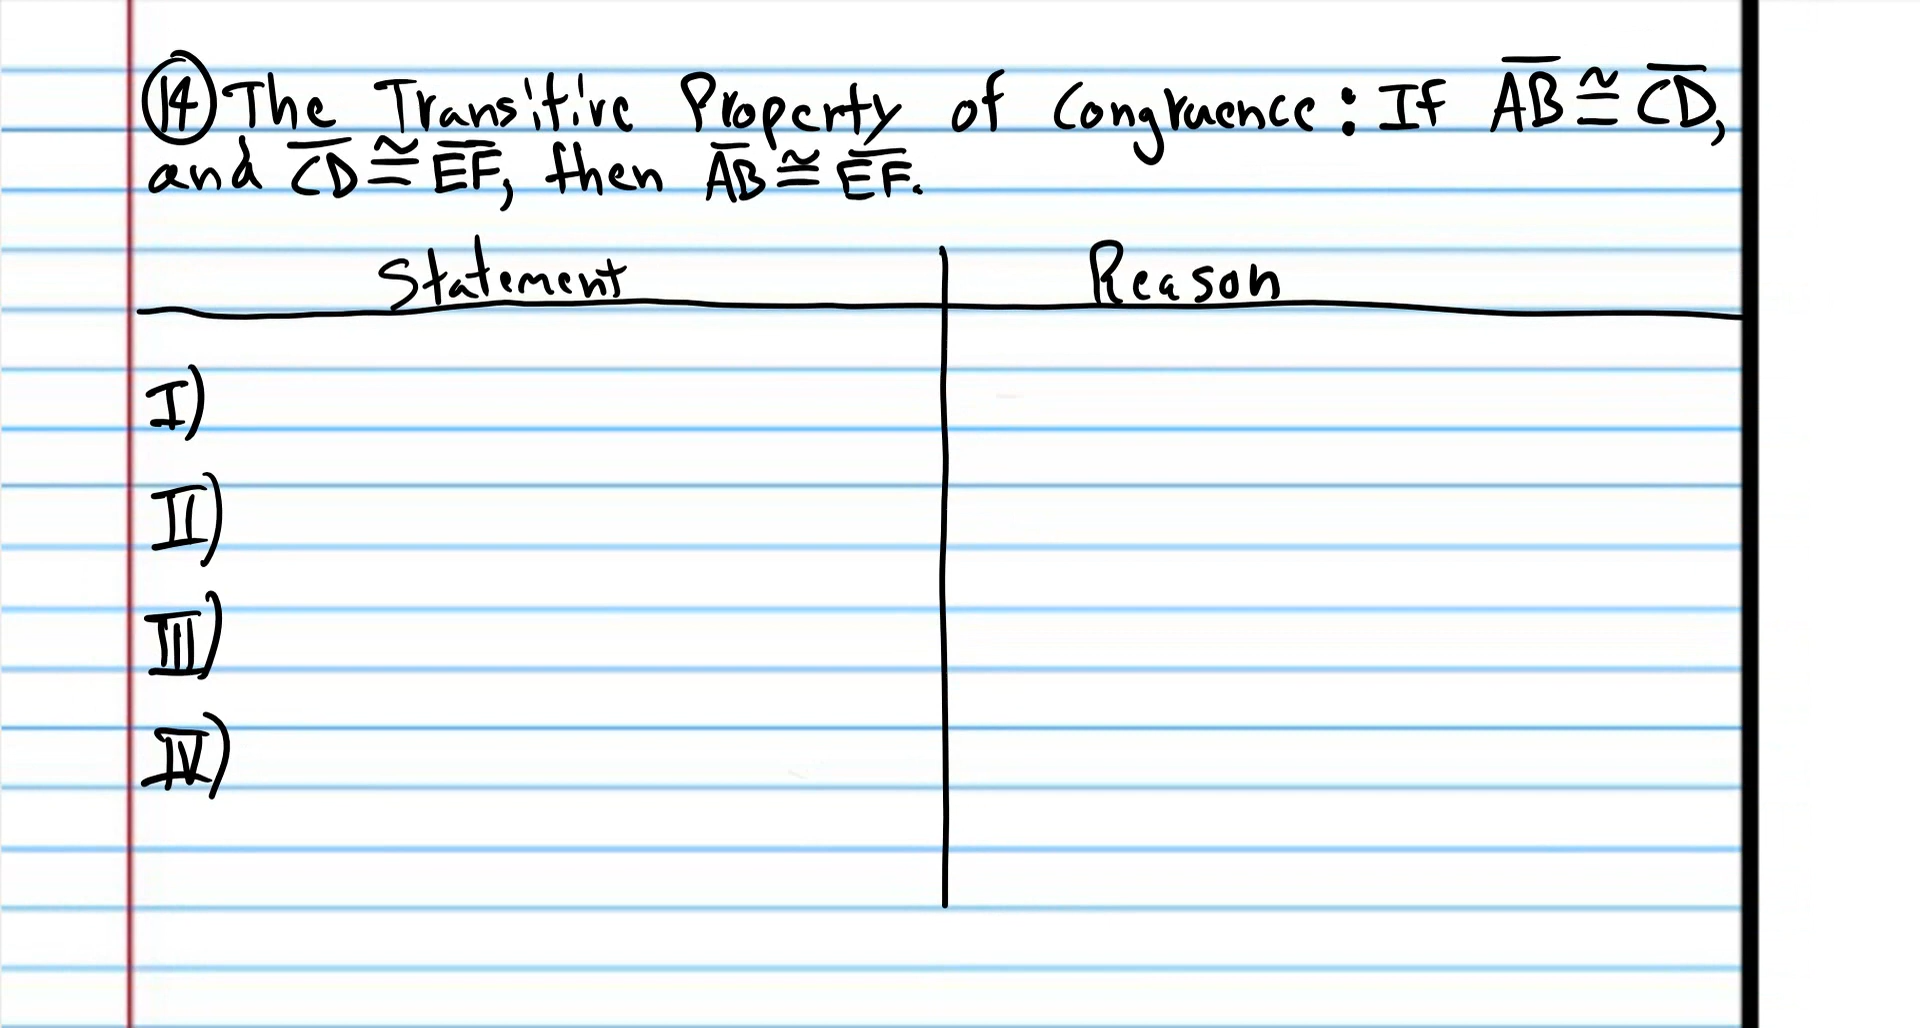 14 The Transitive Property of Congruence: If A̅B̅ ≅ C̅D̅,
and C̅D̅ ≅ E̅F̅, then A̅B̅ ≅ E̅F̅.
Statement Reason
I)
II)
III)
IV)